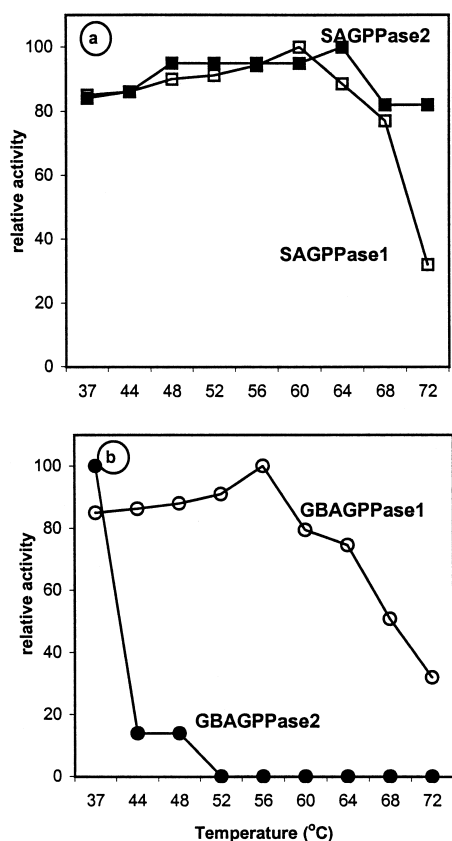 a
SAGPPase2
100
80
60
40
20
0
relative activity
SAGPPase1
37 44 48 52 56 60 64 68 72
b
100
80
60
40
20
0
relative activity
GBAGPPase1
GBAGPPase2
37 44 48 52 56 60 64 68 72
Temperature (°C)